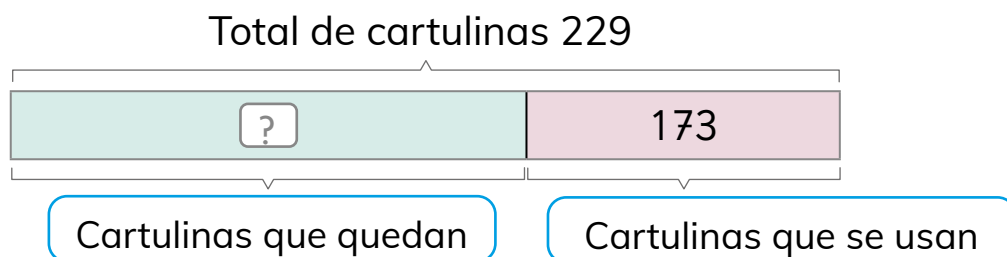 Total de cartulinas 229
? 173
Cartulinas que quedan Cartulinas que se usan